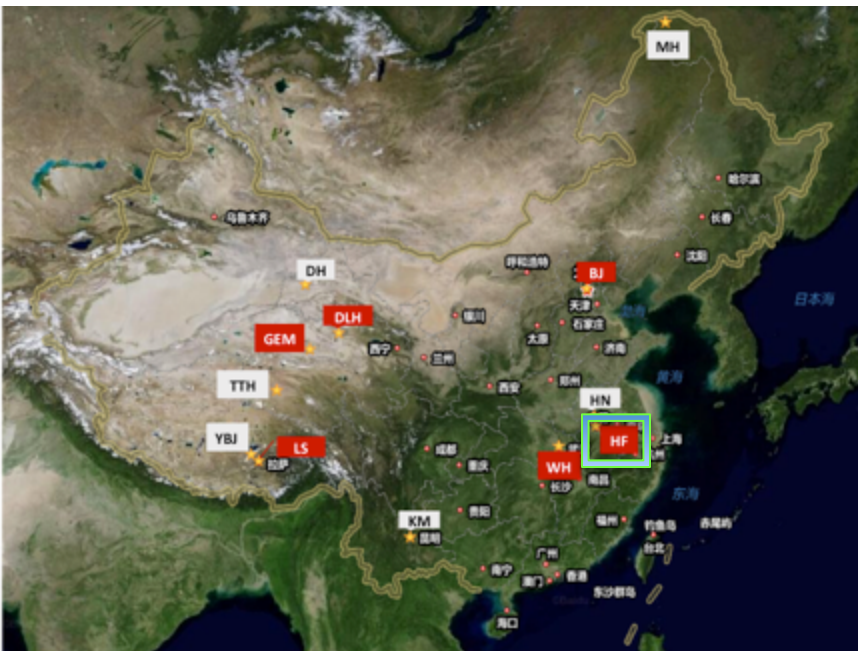 MH
哈尔滨
乌鲁木齐
长春
沈阳
呼和浩特
BJ
DH
天津
渤海
日本海
DLH
银川
石家庄
GEM
太原
济南
西宁
兰州
黄海
TTH
西安
郑州
HN
YBJ
LS
拉萨
成都
HF
上海
重庆
WH
南昌
长沙
东海
KM
昆明
贵阳
福州
钓鱼岛
赤尾屿
台北
广州
南宁
香港
澳门
东沙群岛
海口